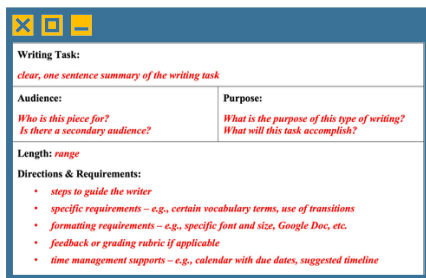 Writing Task:
clear, one sentence summary of the writing task
Audience:
Who is this piece for?
Is there a secondary audience?
Purpose:
What is the purpose of this type of writing?
What will this task accomplish?
Length: range
Directions & Requirements:
• steps to guide the writer
• specific requirements – e.g., certain vocabulary terms, use of transitions
• formatting requirements – e.g., specific font and size, Google Doc, etc.
• feedback or grading rubric if applicable
• time management supports – e.g., calendar with due dates, suggested timeline